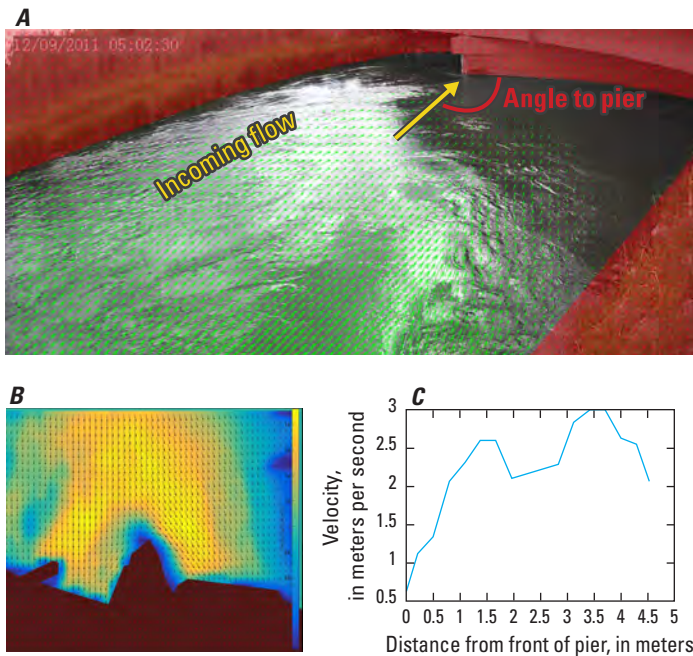 A
12/09/2011 05:02:30
Angle to pier
Incoming flow
B
C
Velocity,
in meters per second
3
2.5
2
1.5
1
0.5
0 0.5 1 1.5 2 2.5 3 3.5 4 4.5 5
Distance from front of pier, in meters